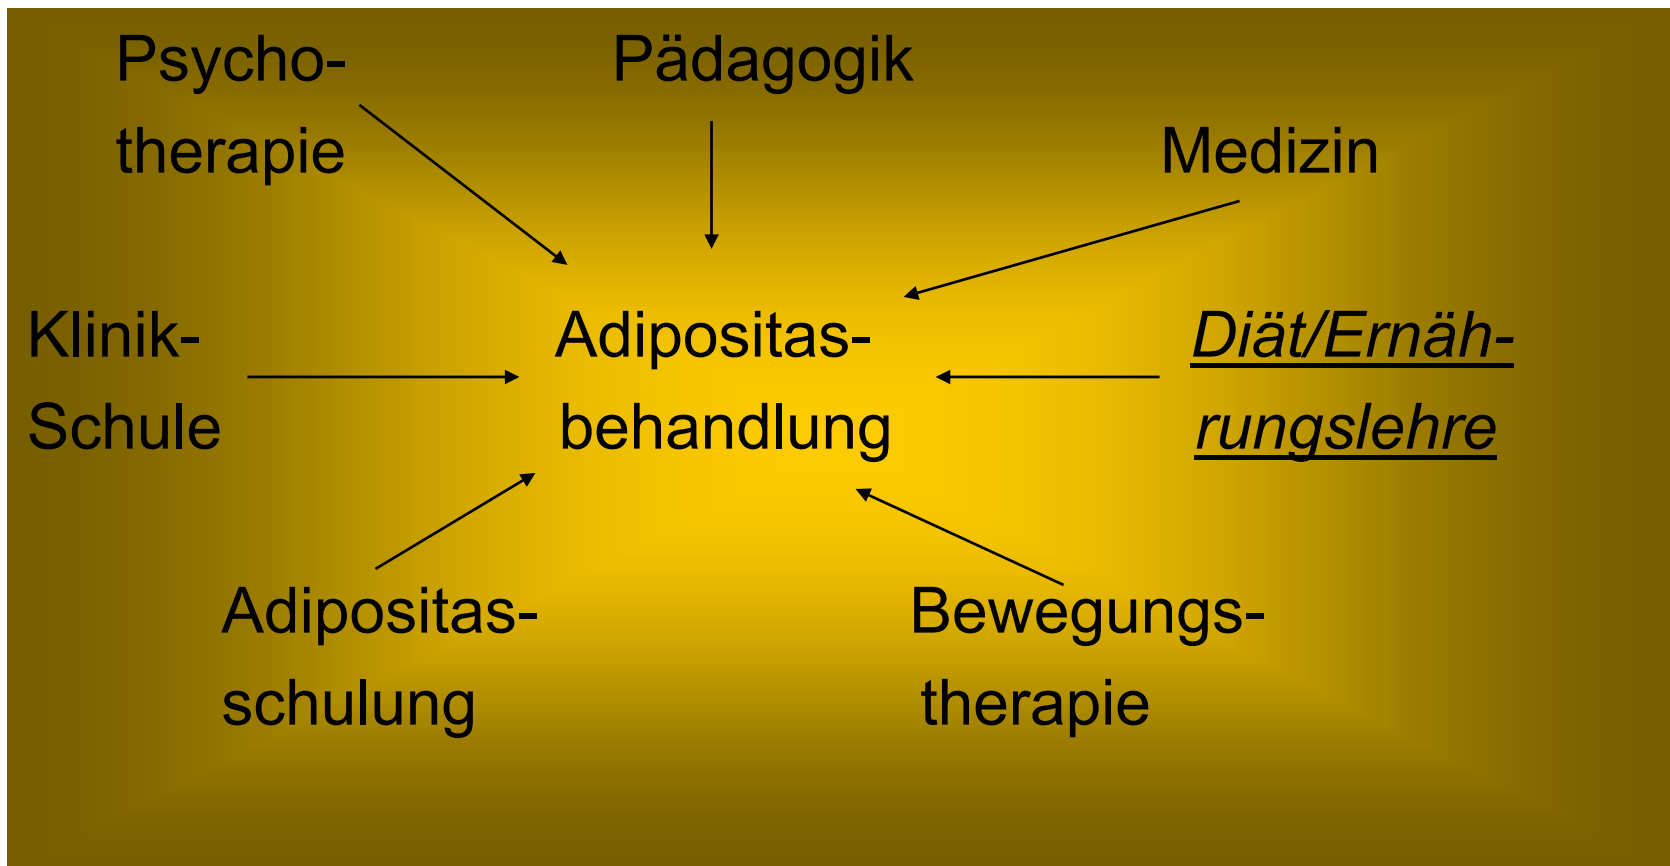 Psycho- Pädagogik
therapie Medizin
Klinik- Adipositas- Diät/Ernäh-
Schule behandlung rungslehre
Adipositas- Bewegungs-
schulung therapie